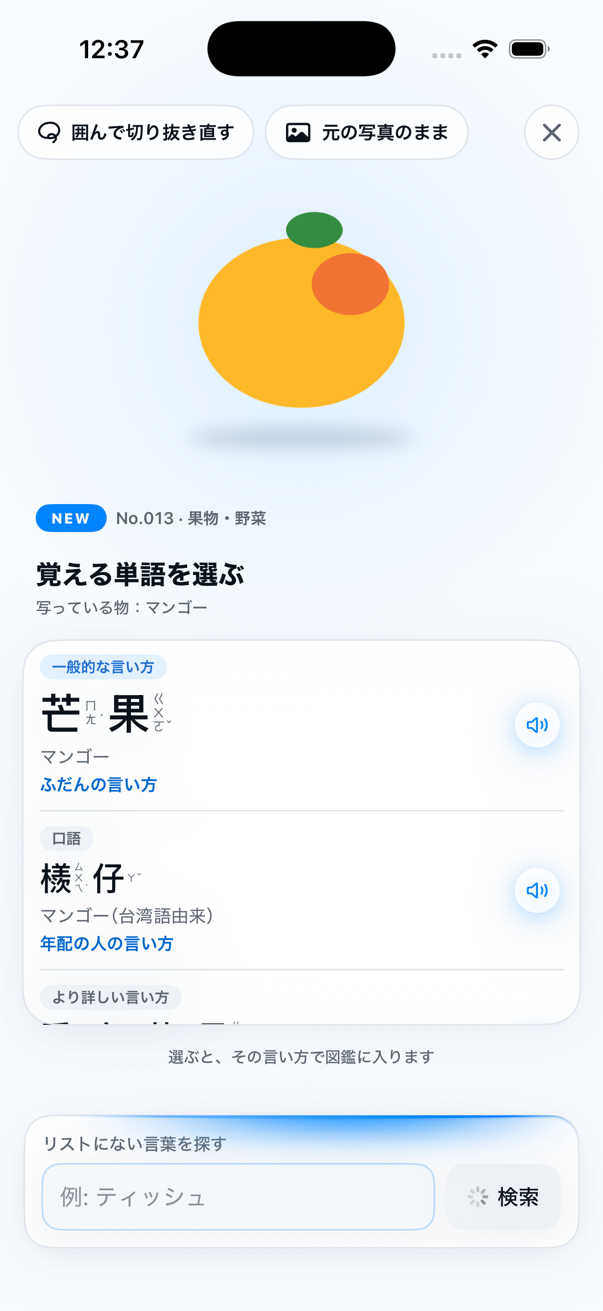 12:37
囲んで切り抜き直す
元の写真のまま
NEW No.013 · 果物・野菜
覚える単語を選ぶ
写っている物：マンゴー
一般的な言い方
芒ㄇㄤˊ果ㄍㄨㄛˇ
マンゴー
ふだんの言い方
口語
檨仔
マンゴー（台湾語由来）
年配の人の言い方
より詳しい言い方
選ぶと、その言い方で図鑑に入ります
リストにない言葉を探す
例: ティッシュ
検索